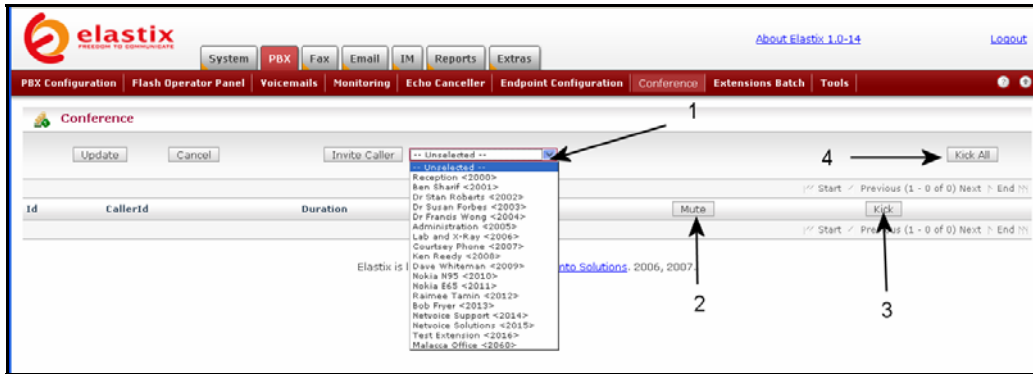 elastix
FREEDOM TO COMMUNICATE
About Elastix 1.0-14
Logout
System PBX Fax Email IM Reports Extras
PBX Configuration Flash Operator Panel Voicemails Monitoring Echo Canceller Endpoint Configuration Conference Extensions Batch Tools
Conference
1
Update Cancel Invite Caller -- Unselected -- 4 Kick All
-- Unselected --
Reception <2000>
Ben Sharif <2001>
Dr Stan Roberts <2002>
Dr Susan Forbes <2003>
Dr Francis Wong <2004>
Administration <2005>
Lab and X-Ray <2006>
Courtsey Phone <2007>
Ken Reedy <2008>
Dave Whiteman <2009>
Nokia N95 <2010>
Nokia E65 <2011>
Raimee Tamin <2012>
Bob Fryer <2013>
Netvoice Support <2014>
Netvoice Solutions <2015>
Test Extension <2016>
Malacca Office <2060>
Start Previous (1 - 0 of 0) Next End
Id CallerId Duration Mute Kick
Start Previous (1 - 0 of 0) Next End
Elastix is nto Solutions. 2006, 2007.
2
3